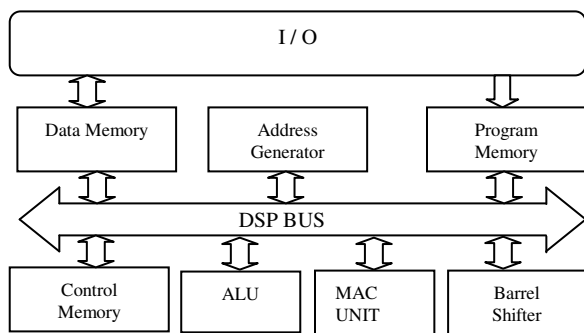 I / O
Data Memory
Address
Generator
Program
Memory
DSP BUS
Control
Memory
ALU
MAC
UNIT
Barrel
Shifter